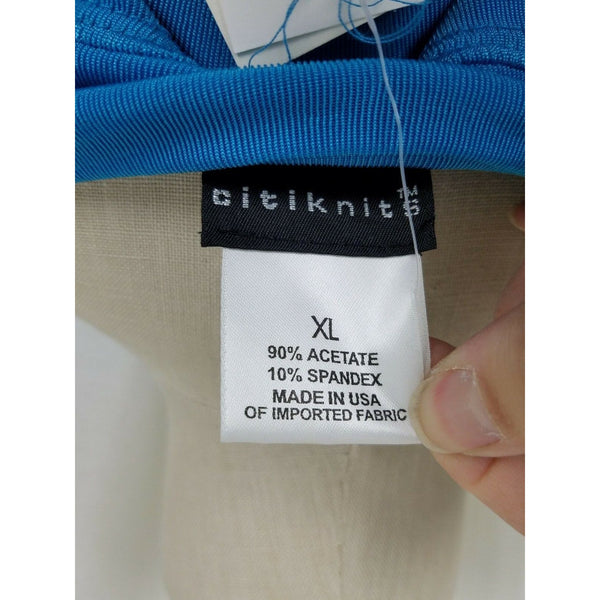 citiknits™
XL
90% ACETATE
10% SPANDEX
MADE IN USA
OF IMPORTED FABRIC